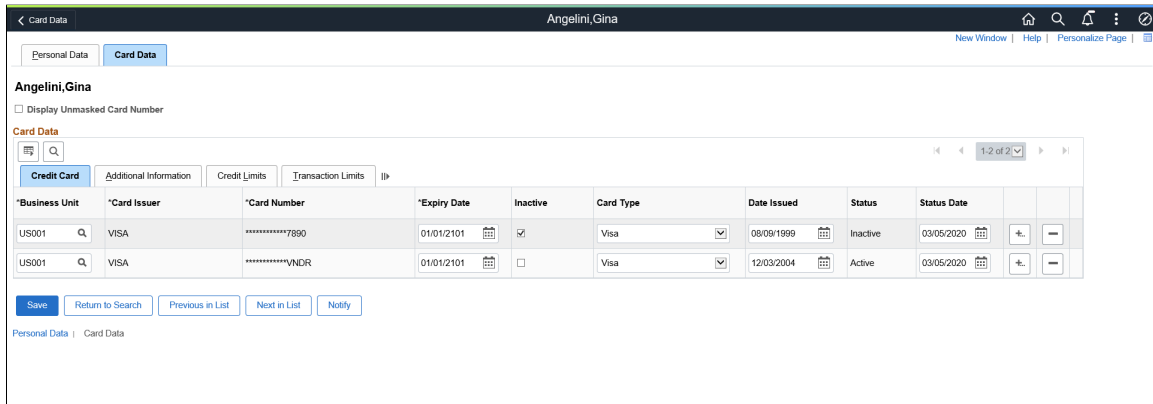 Card Data
Angelini,Gina
New Window | Help | Personalize Page |
Personal Data
Card Data
Angelini,Gina
Display Unmasked Card Number
Card Data
1-2 of 2
Credit Card
Additional Information
Credit Limits
Transaction Limits
*Business Unit *Card Issuer *Card Number *Expiry Date Inactive Card Type Date Issued Status Status Date
US001 VISA ************7890 01/01/2101 Visa 08/09/1999 Inactive 03/05/2020
US001 VISA ************VNDR 01/01/2101 Visa 12/03/2004 Active 03/05/2020
Save Return to Search Previous in List Next in List Notify
Personal Data | Card Data